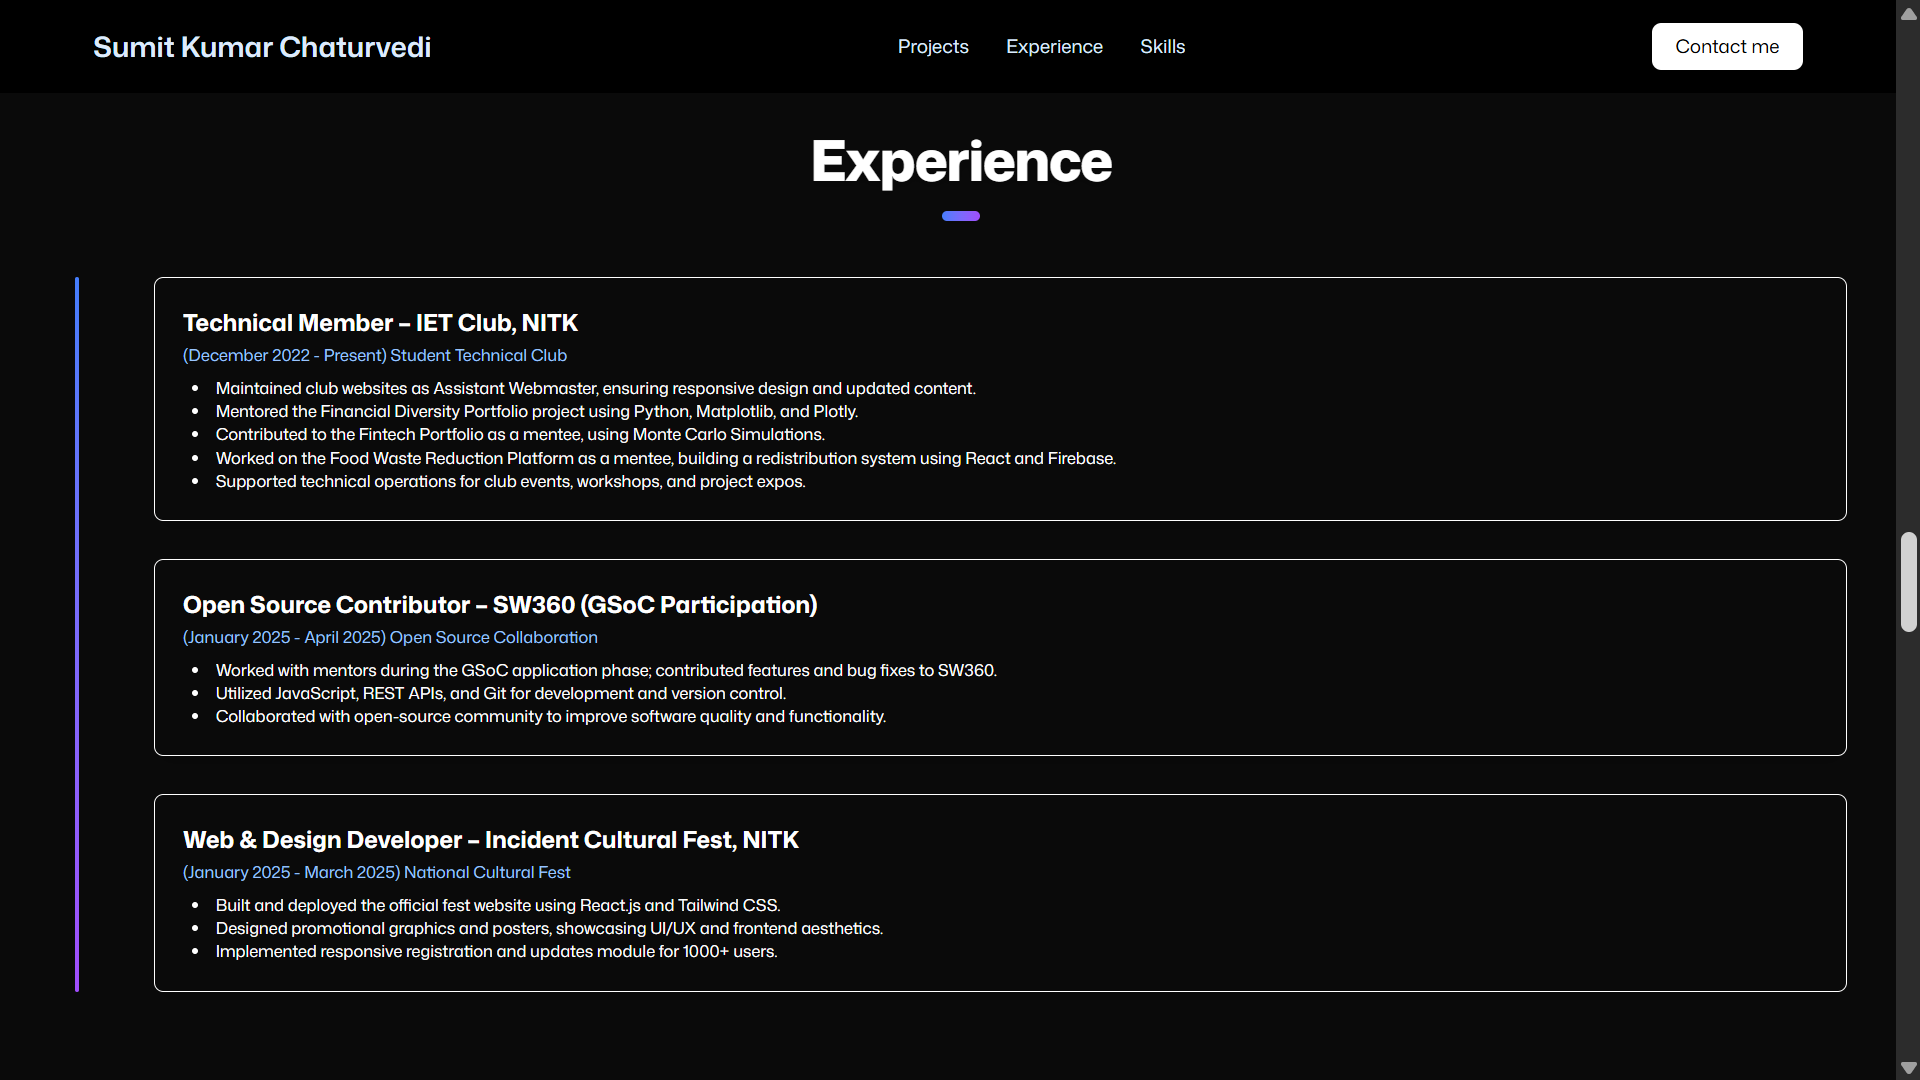 Sumit Kumar Chaturvedi
Projects
Experience
Skills
Contact me
Experience
Technical Member – IET Club, NITK
(December 2022 - Present) Student Technical Club
• Maintained club websites as Assistant Webmaster, ensuring responsive design and updated content.
• Mentored the Financial Diversity Portfolio project using Python, Matplotlib, and Plotly.
• Contributed to the Fintech Portfolio as a mentee, using Monte Carlo Simulations.
• Worked on the Food Waste Reduction Platform as a mentee, building a redistribution system using React and Firebase.
• Supported technical operations for club events, workshops, and project expos.
Open Source Contributor – SW360 (GSoC Participation)
(January 2025 - April 2025) Open Source Collaboration
• Worked with mentors during the GSoC application phase; contributed features and bug fixes to SW360.
• Utilized JavaScript, REST APIs, and Git for development and version control.
• Collaborated with open-source community to improve software quality and functionality.
Web & Design Developer – Incident Cultural Fest, NITK
(January 2025 - March 2025) National Cultural Fest
• Built and deployed the official fest website using React.js and Tailwind CSS.
• Designed promotional graphics and posters, showcasing UI/UX and frontend aesthetics.
• Implemented responsive registration and updates module for 1000+ users.